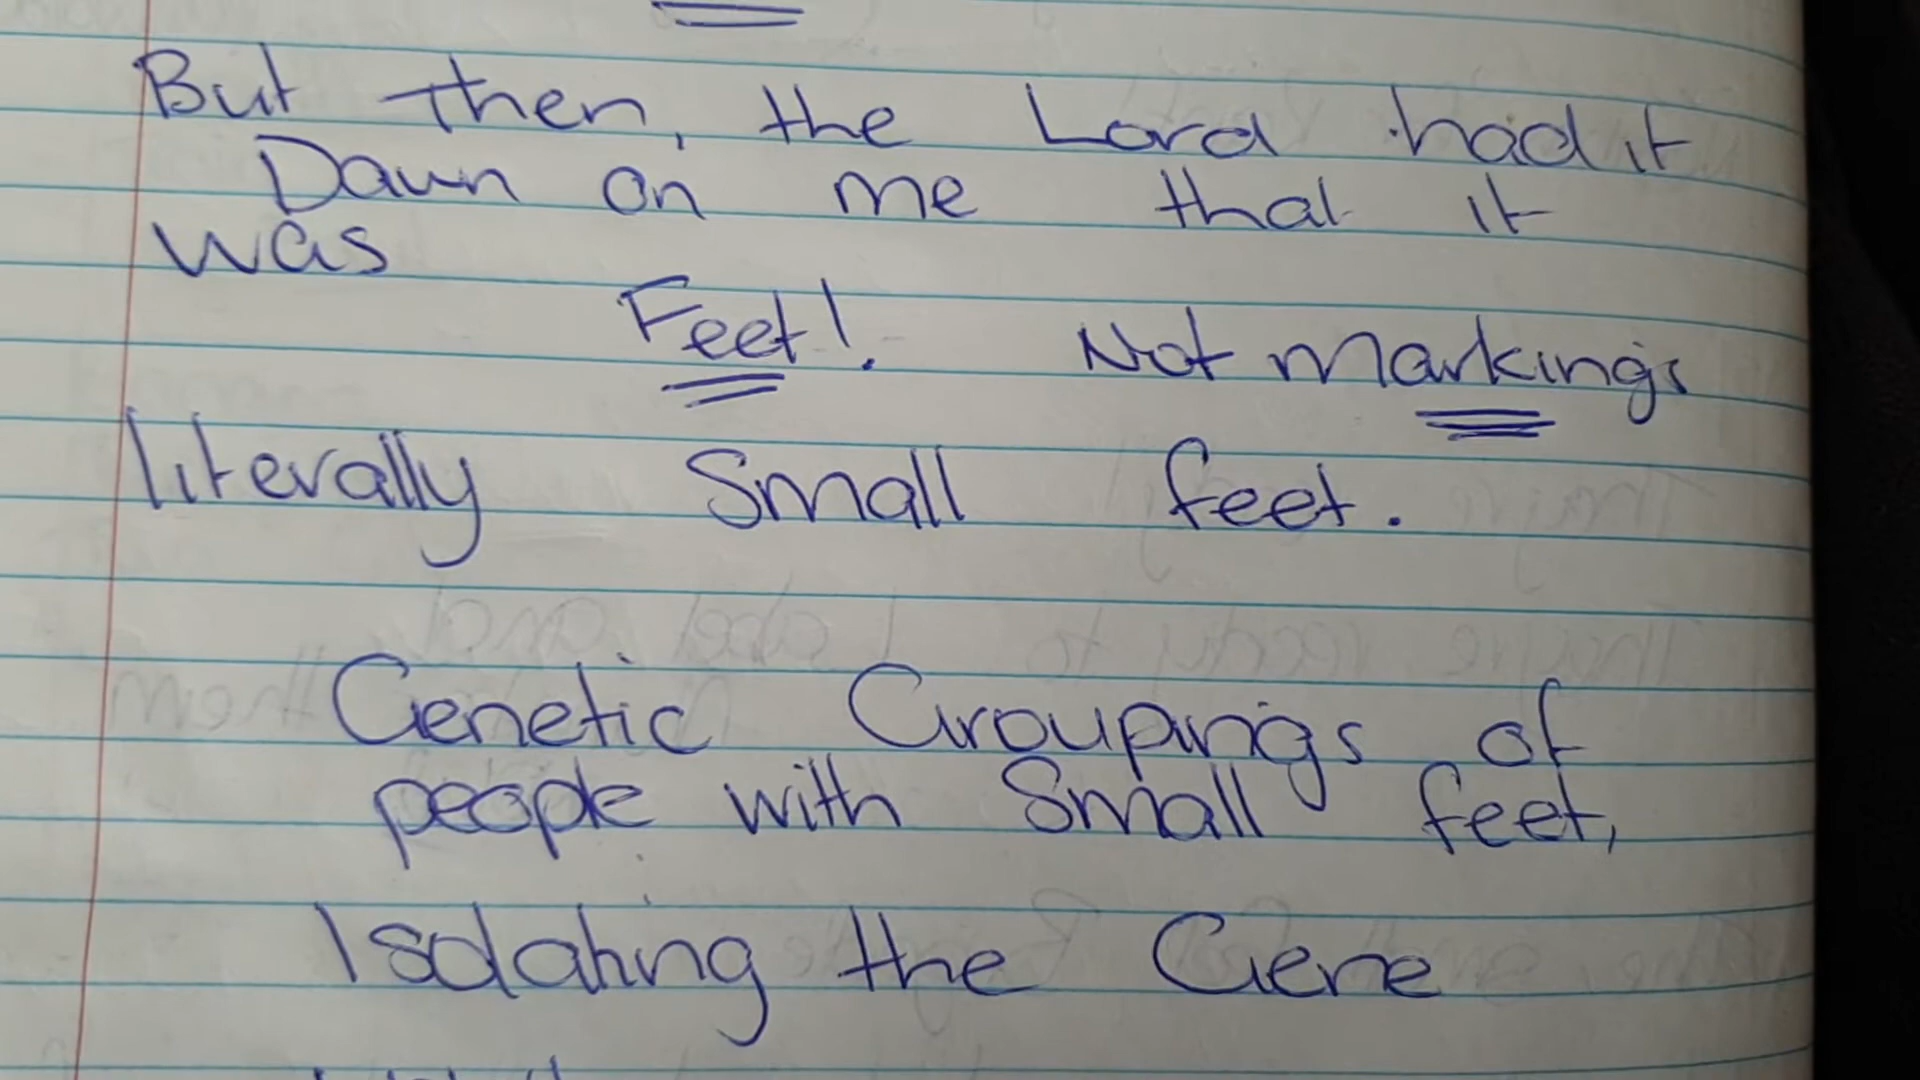 But then, the Lord had it
Dawn on me that it
was
Feet! Not markings
literally Small feet.
Genetic Groupings of
people with Small feet,
Isolating the Gene